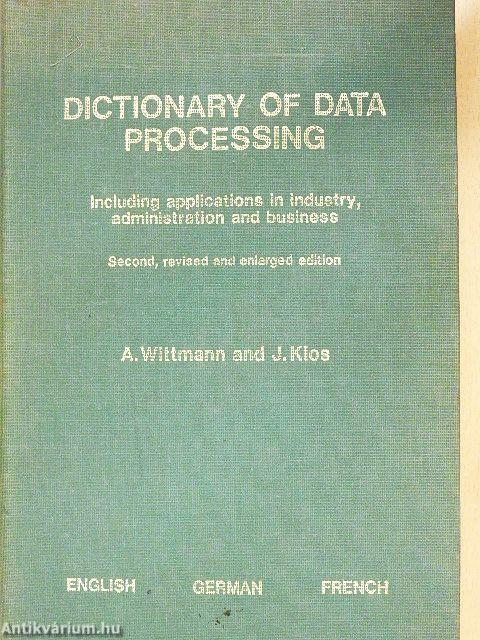 DICTIONARY OF DATA
PROCESSING
Including applications in industry,
administration and business
Second, revised and enlarged edition
A. Wittmann and J. Klos
ENGLISH GERMAN FRENCH
Antikvárium.hu